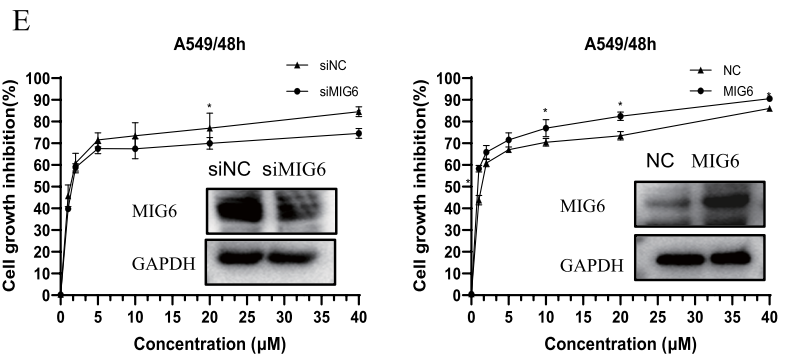 E
A549/48h
siNC
siMIG6
Cell growth inhibition(%)
100
90
80
70
60
50
40
30
20
10
0
*
siNC siMIG6
MIG6
GAPDH
0 5 10 15 20 25 30 35 40
Concentration (μM)
A549/48h
NC
MIG6
Cell growth inhibition(%)
100
90
80
70
60
50
40
30
20
10
0
* * * *
NC MIG6
MIG6
GAPDH
0 5 10 15 20 25 30 35 40
Concentration (μM)